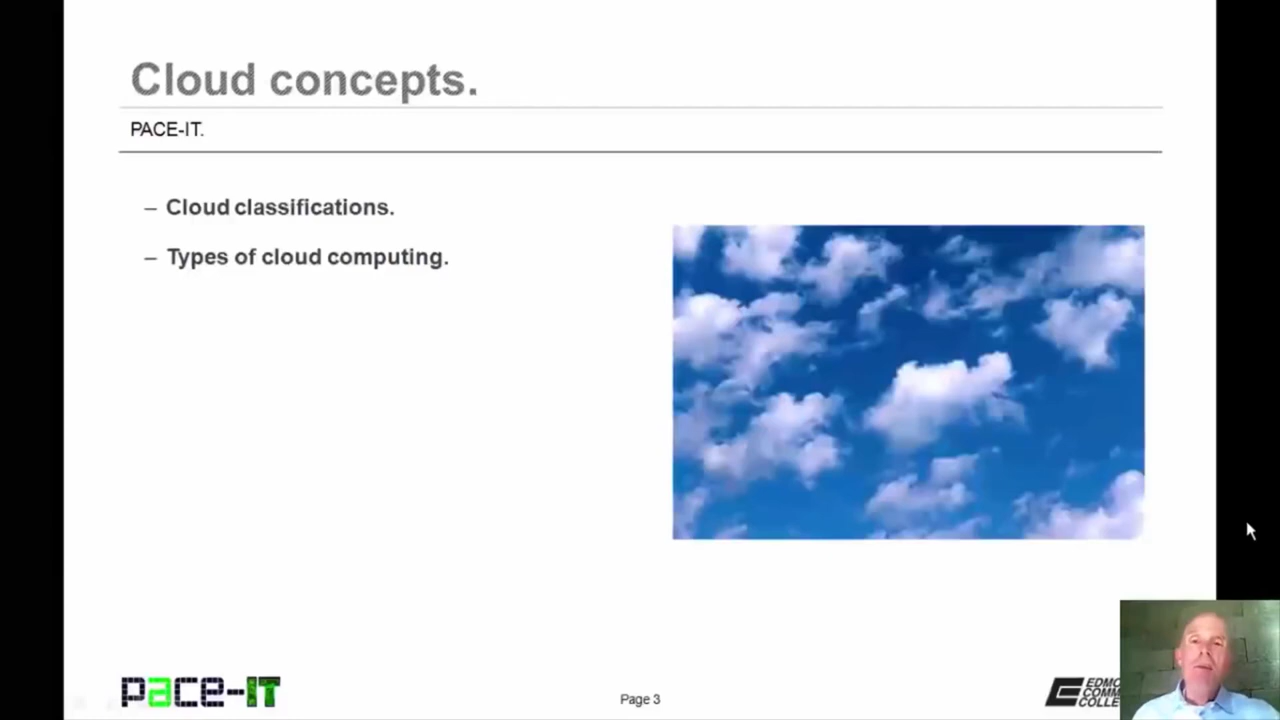 Cloud concepts.
PACE-IT.
– Cloud classifications.
– Types of cloud computing.
pace-IT
Page 3